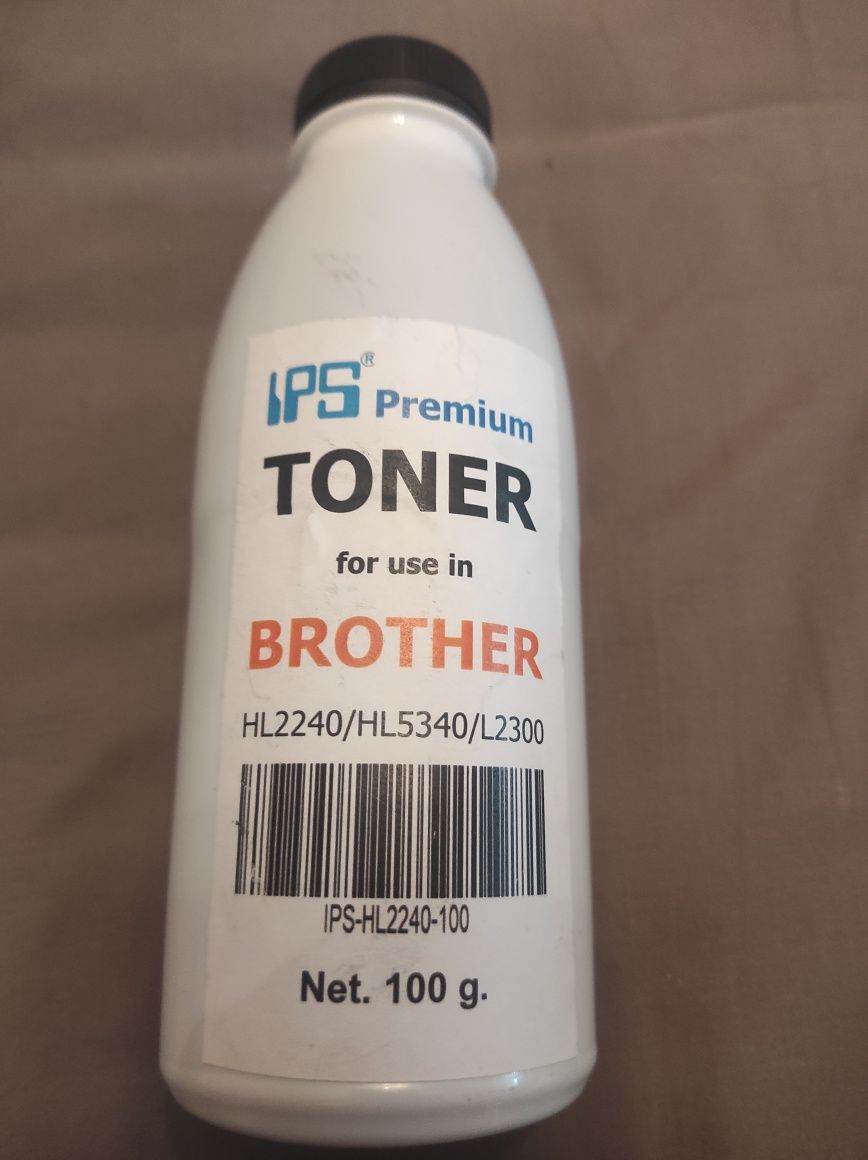 IPS® Premium
TONER
for use in
BROTHER
HL2240/HL5340/L2300
IPS-HL2240-100
Net. 100 g.